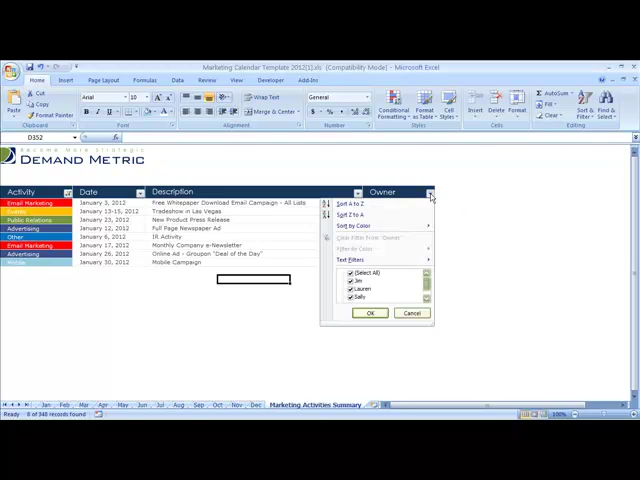 Marketing Calendar Template 2012[1].xls [Compatibility Mode] - Microsoft Excel
Home Insert Page Layout Formulas Data Review View Developer Add-Ins
Cut
Copy
Format Painter
Paste
Arial 10
Wrap Text
Merge & Center
Conditional Formatting
Format as Table
Cell Styles
Insert Delete Format
AutoSum
Fill
Clear
Sort & Filter
Find & Select
Clipboard Font Alignment Number Styles Cells Editing
D352
Become More Strategic
DEMAND METRIC
Activity Date Description Owner
Email Marketing January 3, 2012 Free Whitepaper Download Email Campaign - All Lists
Events January 13-15, 2012 Tradeshow in Las Vegas
Public Relations January 23, 2012 New Product Press Release
Advertising January 12, 2012 Full Page Newspaper Ad
Other January 6, 2012 IR Activity
Email Marketing January 17, 2012 Monthly Company e-Newsletter
Advertising January 26, 2012 Online Ad - Groupon "Deal of the Day"
Mobile January 30, 2012 Mobile Campaign
Sort A to Z
Sort Z to A
Sort by Color
Clear Filter From "Owner"
Filter by Color
Text Filters
(Select All)
Jim
Lauren
Sally
OK Cancel
Jan Feb Mar Apr May Jun Jul Aug Sep Oct Nov Dec Marketing Activities Summary
Ready 8 of 348 records found 100%